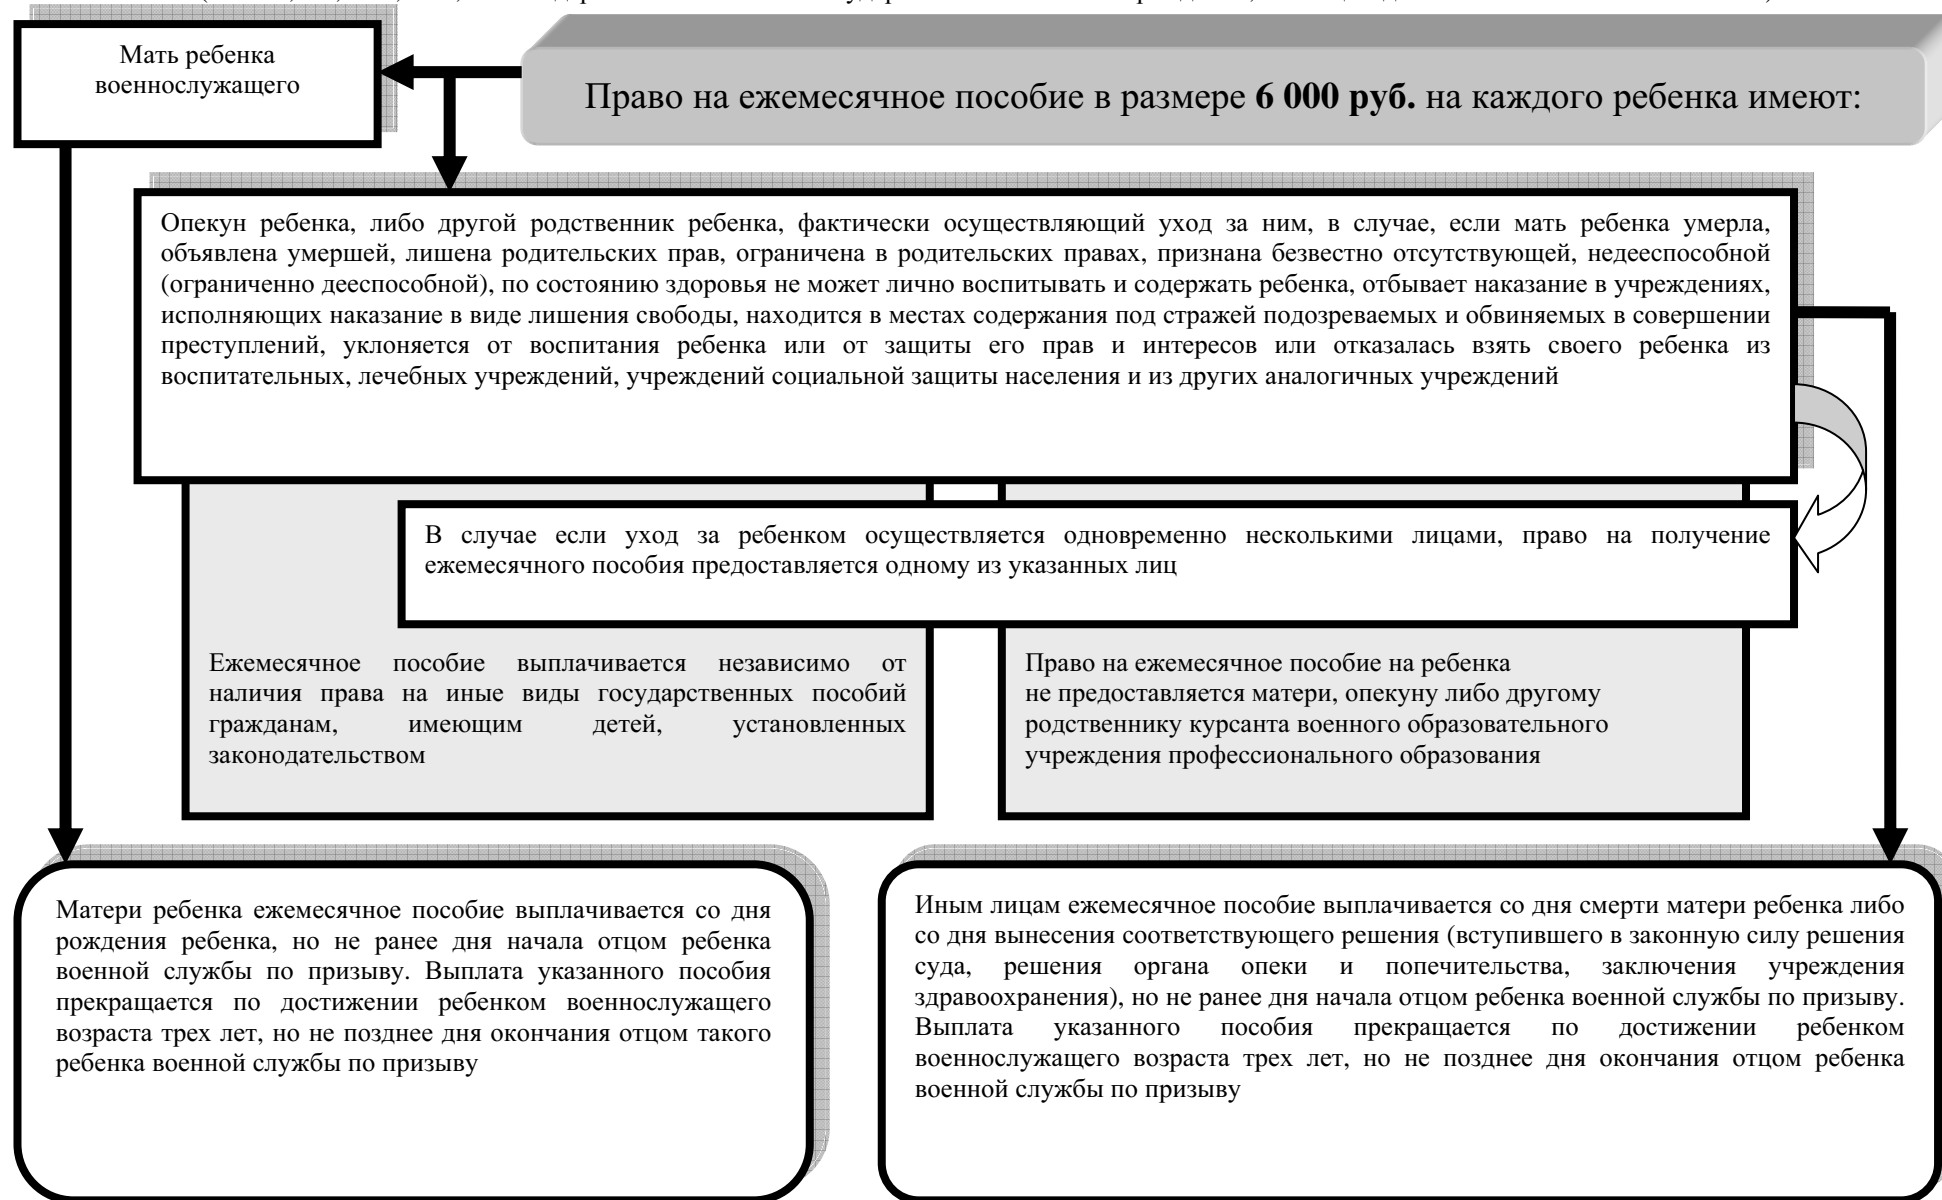 Мать ребенка
военнослужащего
Право на ежемесячное пособие в размере 6 000 руб. на каждого ребенка имеют:
Опекун ребенка, либо другой родственник ребенка, фактически осуществляющий уход за ним, в случае, если мать ребенка умерла,
объявлена умершей, лишена родительских прав, ограничена в родительских правах, признана безвестно отсутствующей, недееспособной
(ограниченно дееспособной), по состоянию здоровья не может лично воспитывать и содержать ребенка, отбывает наказание в учреждениях,
исполняющих наказание в виде лишения свободы, находится в местах содержания под стражей подозреваемых и обвиняемых в совершении
преступлений, уклоняется от воспитания ребенка или от защиты его прав и интересов или отказалась взять своего ребенка из
воспитательных, лечебных учреждений, учреждений социальной защиты населения и из других аналогичных учреждений
В случае если уход за ребенком осуществляется одновременно несколькими лицами, право на получение
ежемесячного пособия предоставляется одному из указанных лиц
Ежемесячное пособие выплачивается независимо от
наличия права на иные виды государственных пособий
гражданам, имеющим детей, установленных
законодательством
Право на ежемесячное пособие на ребенка
не предоставляется матери, опекуну либо другому
родственнику курсанта военного образовательного
учреждения профессионального образования
Матери ребенка ежемесячное пособие выплачивается со дня
рождения ребенка, но не ранее дня начала отцом ребенка
военной службы по призыву. Выплата указанного пособия
прекращается по достижении ребенком военнослужащего
возраста трех лет, но не позднее дня окончания отцом такого
ребенка военной службы по призыву
Иным лицам ежемесячное пособие выплачивается со дня смерти матери ребенка либо
со дня вынесения соответствующего решения (вступившего в законную силу решения
суда, решения органа опеки и попечительства, заключения учреждения
здравоохранения), но не ранее дня начала отцом ребенка военной службы по призыву.
Выплата указанного пособия прекращается по достижении ребенком
военнослужащего возраста трех лет, но не позднее дня окончания отцом ребенка
военной службы по призыву